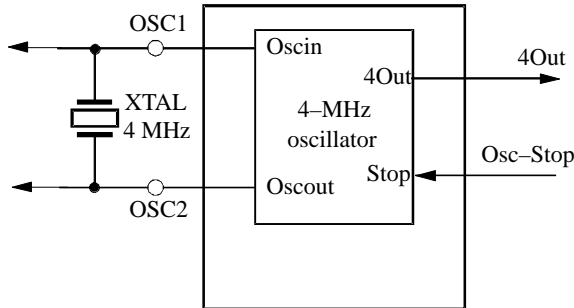 OSC1
Oscin
4Out
4Out
XTAL
4 MHz
4–MHz
oscillator
Osc–Stop
Stop
Oscout
OSC2